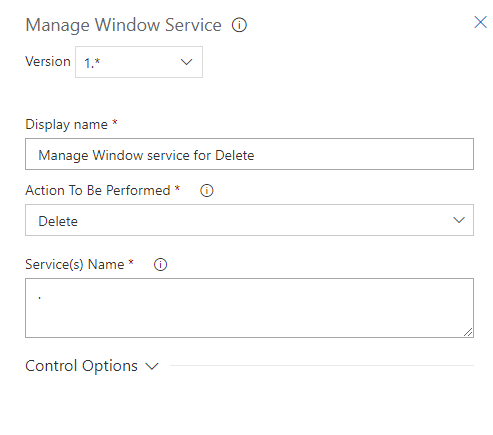 Manage Window Service
Version 1.*
Display name *
Manage Window service for Delete
Action To Be Performed *
Delete
Service(s) Name *
.
Control Options